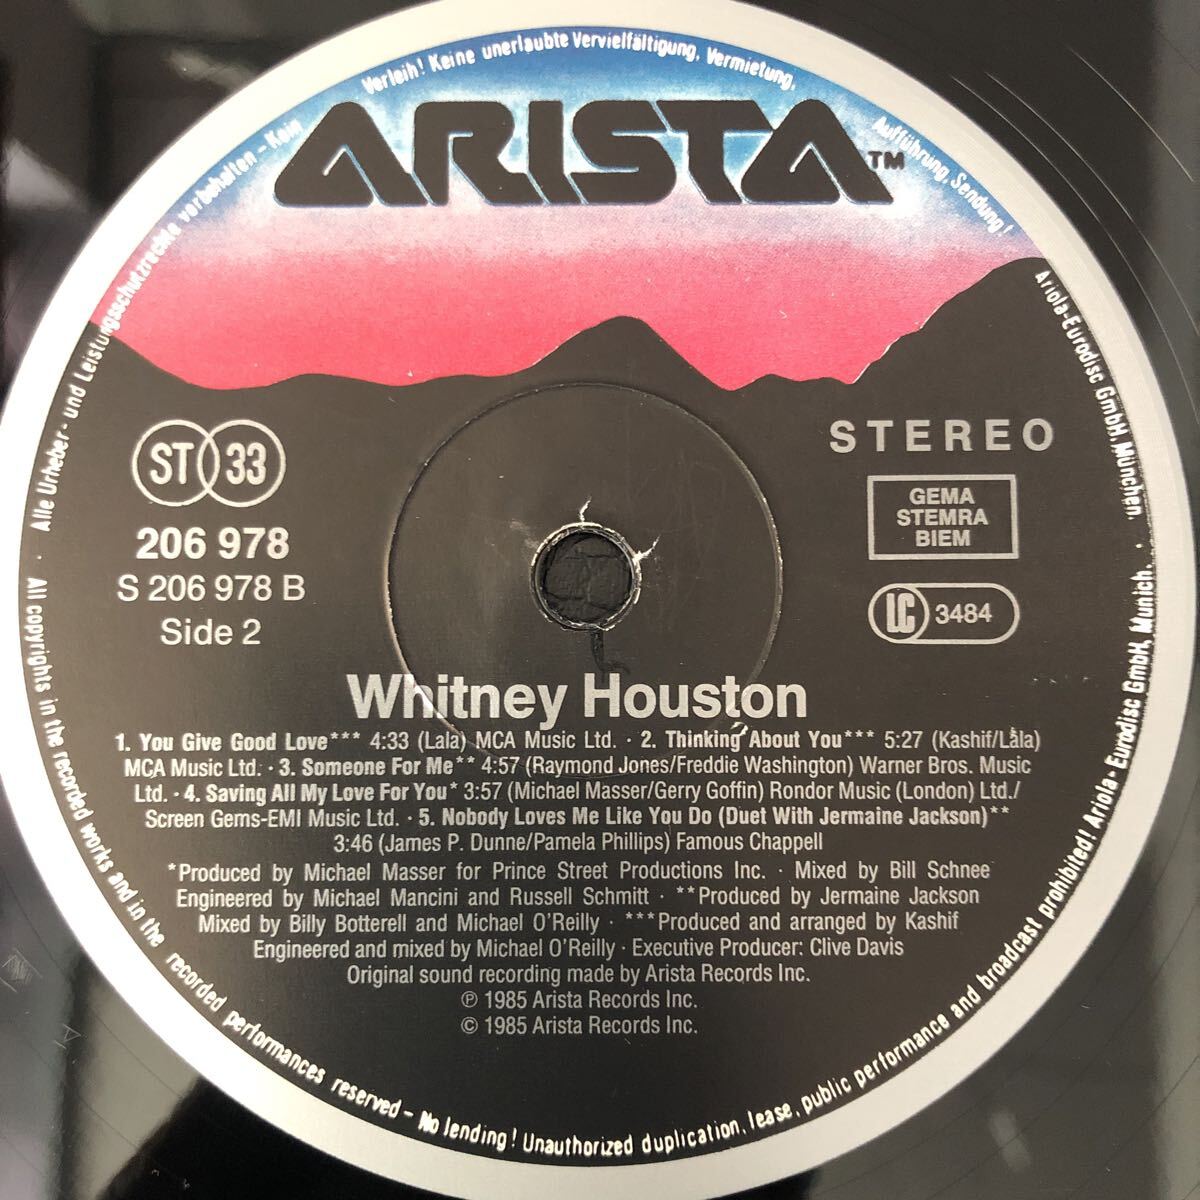 Alle Urheber- und Leistungsschutzrechte vorbehalten - Kein Verleih! Keine unerlaubte Vervielfältigung, Vermietung, Aufführung, Sendung!
ARISTA™
Ariola-Eurodisc GmbH, München.
ST 33
STEREO
206 978
S 206 978 B
Side 2
GEMA
STEMRA
BIEM
LC 3484
Whitney Houston
1. You Give Good Love*** 4:33 (Lala) MCA Music Ltd. · 2. Thinking About You*** 5:27 (Kashif/Lala)
MCA Music Ltd. · 3. Someone For Me** 4:57 (Raymond Jones/Freddie Washington) Warner Bros. Music
Ltd. · 4. Saving All My Love For You* 3:57 (Michael Masser/Gerry Goffin) Rondor Music (London) Ltd./
Screen Gems-EMI Music Ltd. · 5. Nobody Loves Me Like You Do (Duet With Jermaine Jackson)**
3:46 (James P. Dunne/Pamela Phillips) Famous Chappell
*Produced by Michael Masser for Prince Street Productions Inc. · Mixed by Bill Schnee
Engineered by Michael Mancini and Russell Schmitt · **Produced by Jermaine Jackson
Mixed by Billy Botterell and Michael O'Reilly · ***Produced and arranged by Kashif
Engineered and mixed by Michael O'Reilly · Executive Producer: Clive Davis
Original sound recording made by Arista Records Inc.
℗ 1985 Arista Records Inc.
© 1985 Arista Records Inc.
· All copyrights in the recorded works and in the recorded performances reserved - No lending! Unauthorized duplication, lease, public performance and broadcast prohibited! Ariola-Eurodisc GmbH, Munich. ·